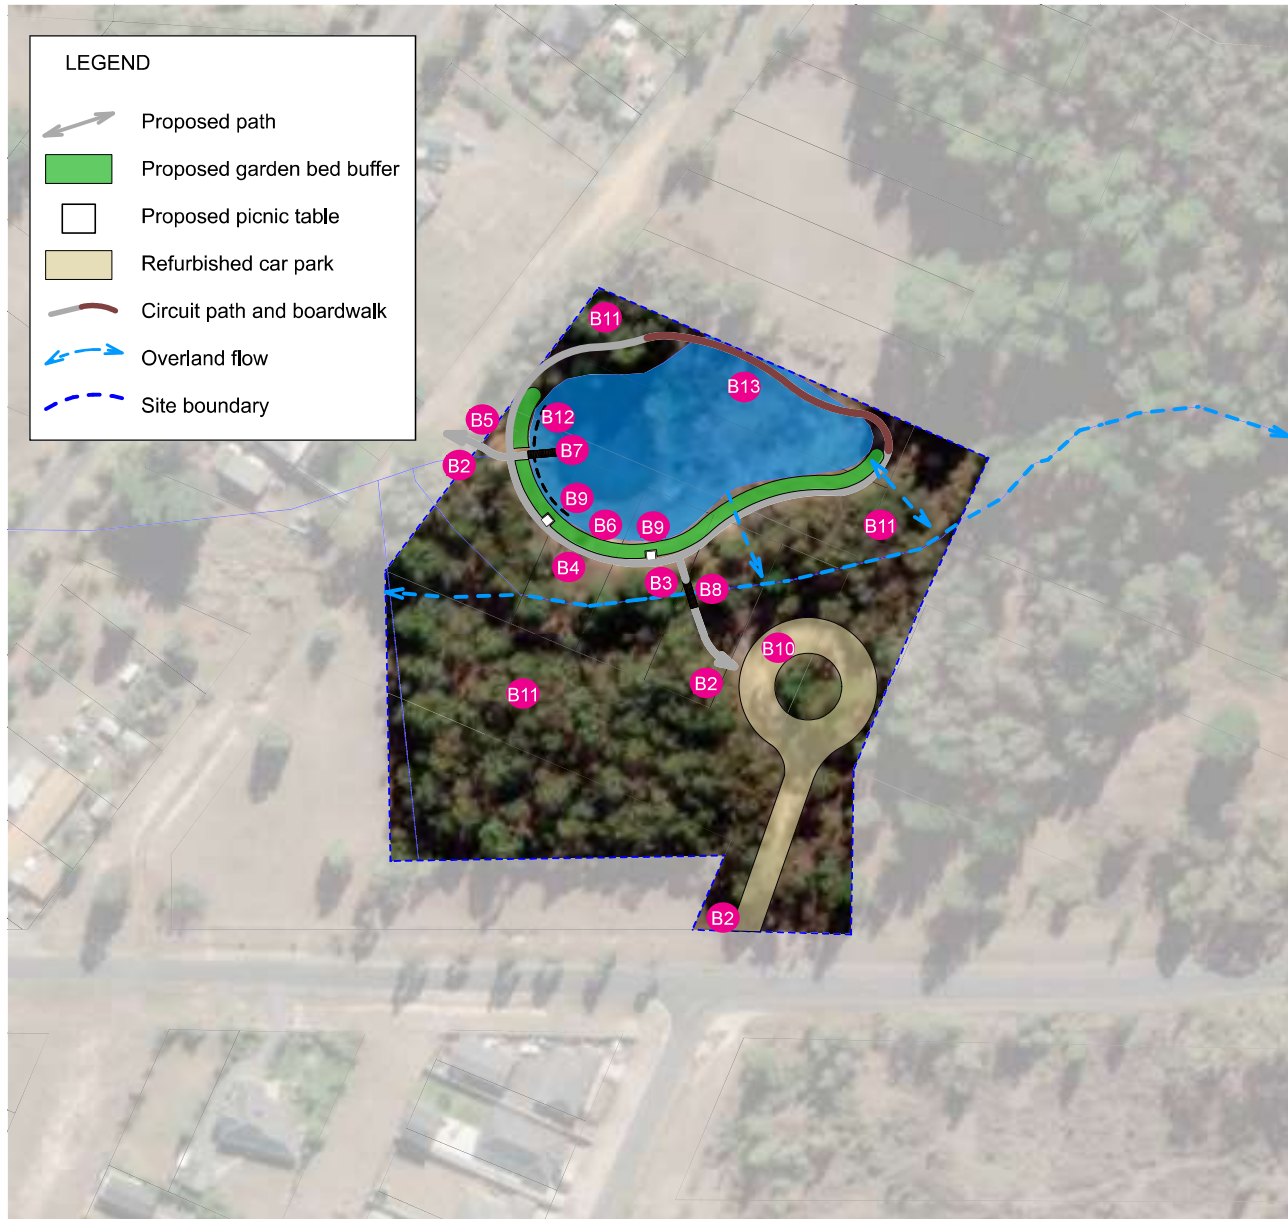 LEGEND
Proposed path
Proposed garden bed buffer
Proposed picnic table
Refurbished car park
Circuit path and boardwalk
Overland flow
Site boundary
B11
B13
B5
B12
B7
B2
B9
B6
B9
B11
B4
B3
B8
B10
B2
B11
B2